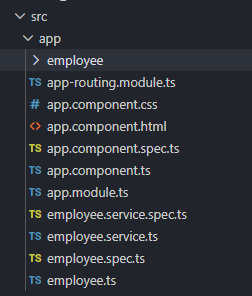 src
app
employee
TS app-routing.module.ts
# app.component.css
<> app.component.html
TS app.component.spec.ts
TS app.component.ts
TS app.module.ts
TS employee.service.spec.ts
TS employee.service.ts
TS employee.spec.ts
TS employee.ts